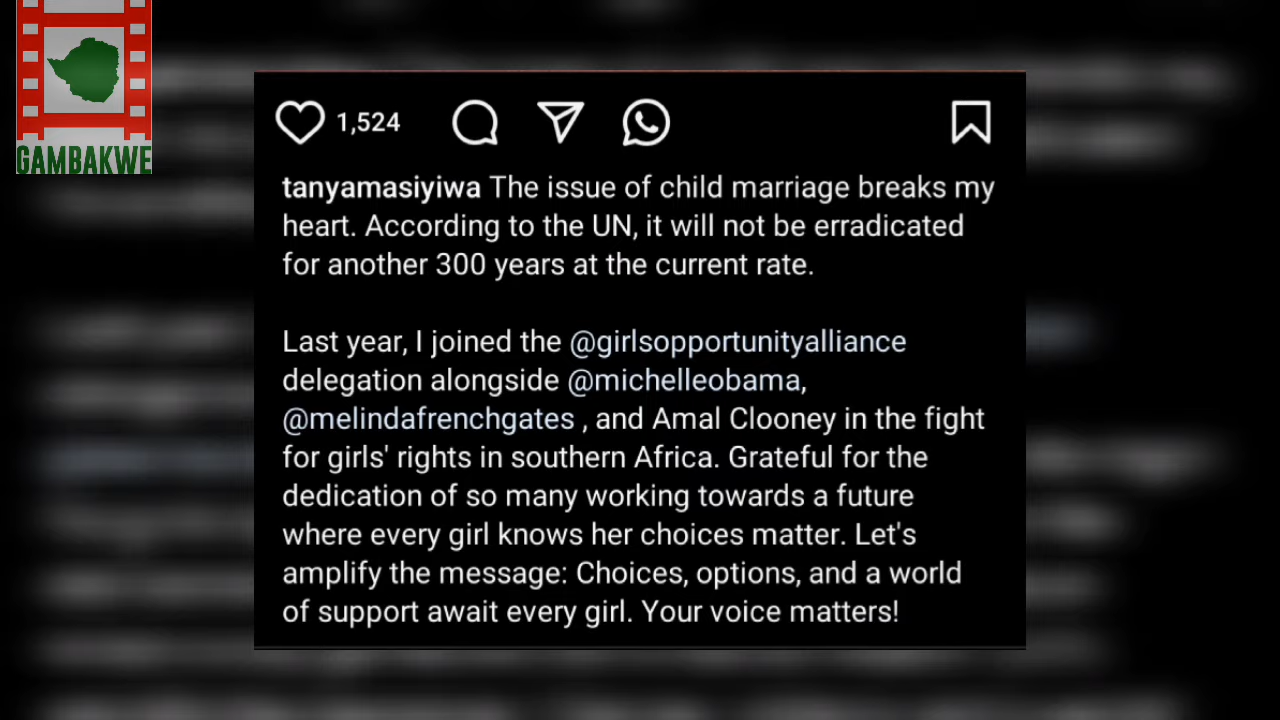 GAMBAKWE
1,524
tanyamasiyiwa The issue of child marriage breaks my
heart. According to the UN, it will not be erradicated
for another 300 years at the current rate.
Last year, I joined the @girlsopportunityalliance
delegation alongside @michelleobama,
@melindafrenchgates , and Amal Clooney in the fight
for girls' rights in southern Africa. Grateful for the
dedication of so many working towards a future
where every girl knows her choices matter. Let's
amplify the message: Choices, options, and a world
of support await every girl. Your voice matters!